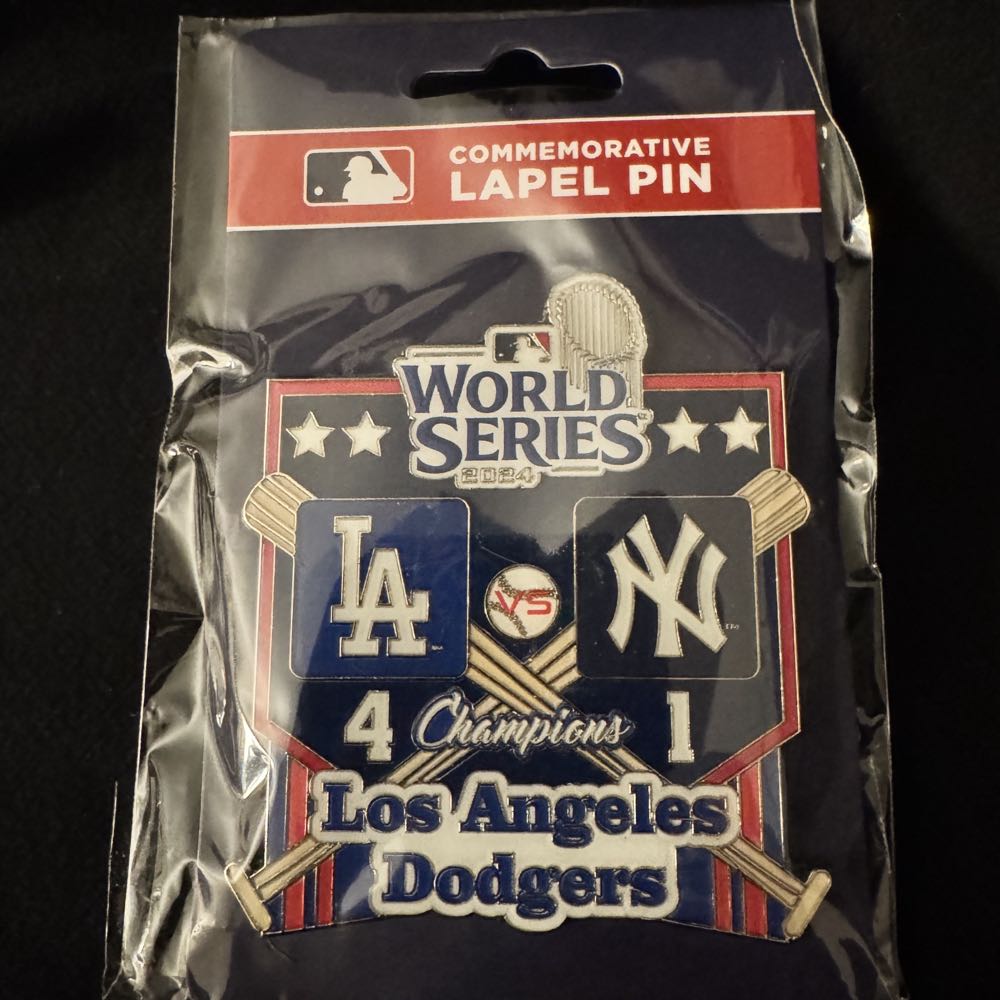 COMMEMORATIVE
LAPEL PIN
WORLD
SERIES
2024
LA
VS
NY
4 Champions 1
Los Angeles
Dodgers